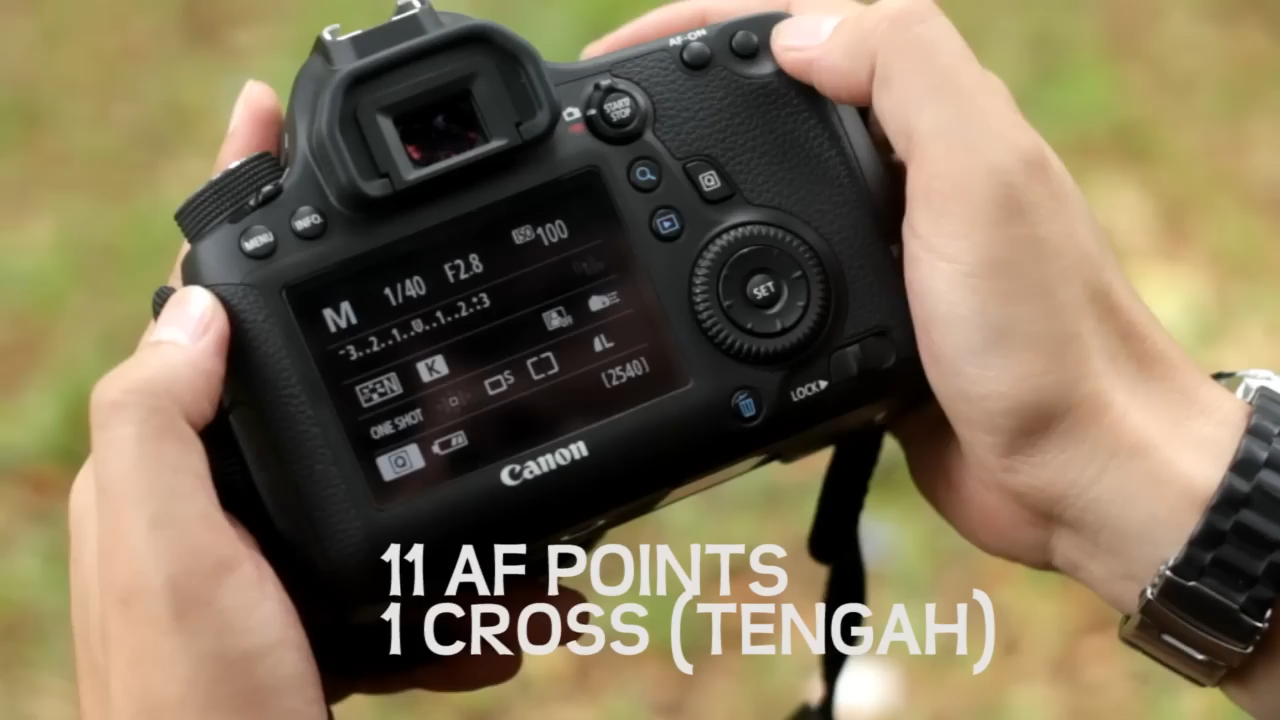 AF-ON
START/
STOP
Q
MENU
INFO.
ISO 100
M 1/40 F2.8
-3..2..1..0..1..2.:3
K
SET
ONE SHOT
S
L
[2540]
Q
LOCK▶
Canon
11 AF POINTS
1 CROSS (TENGAH)